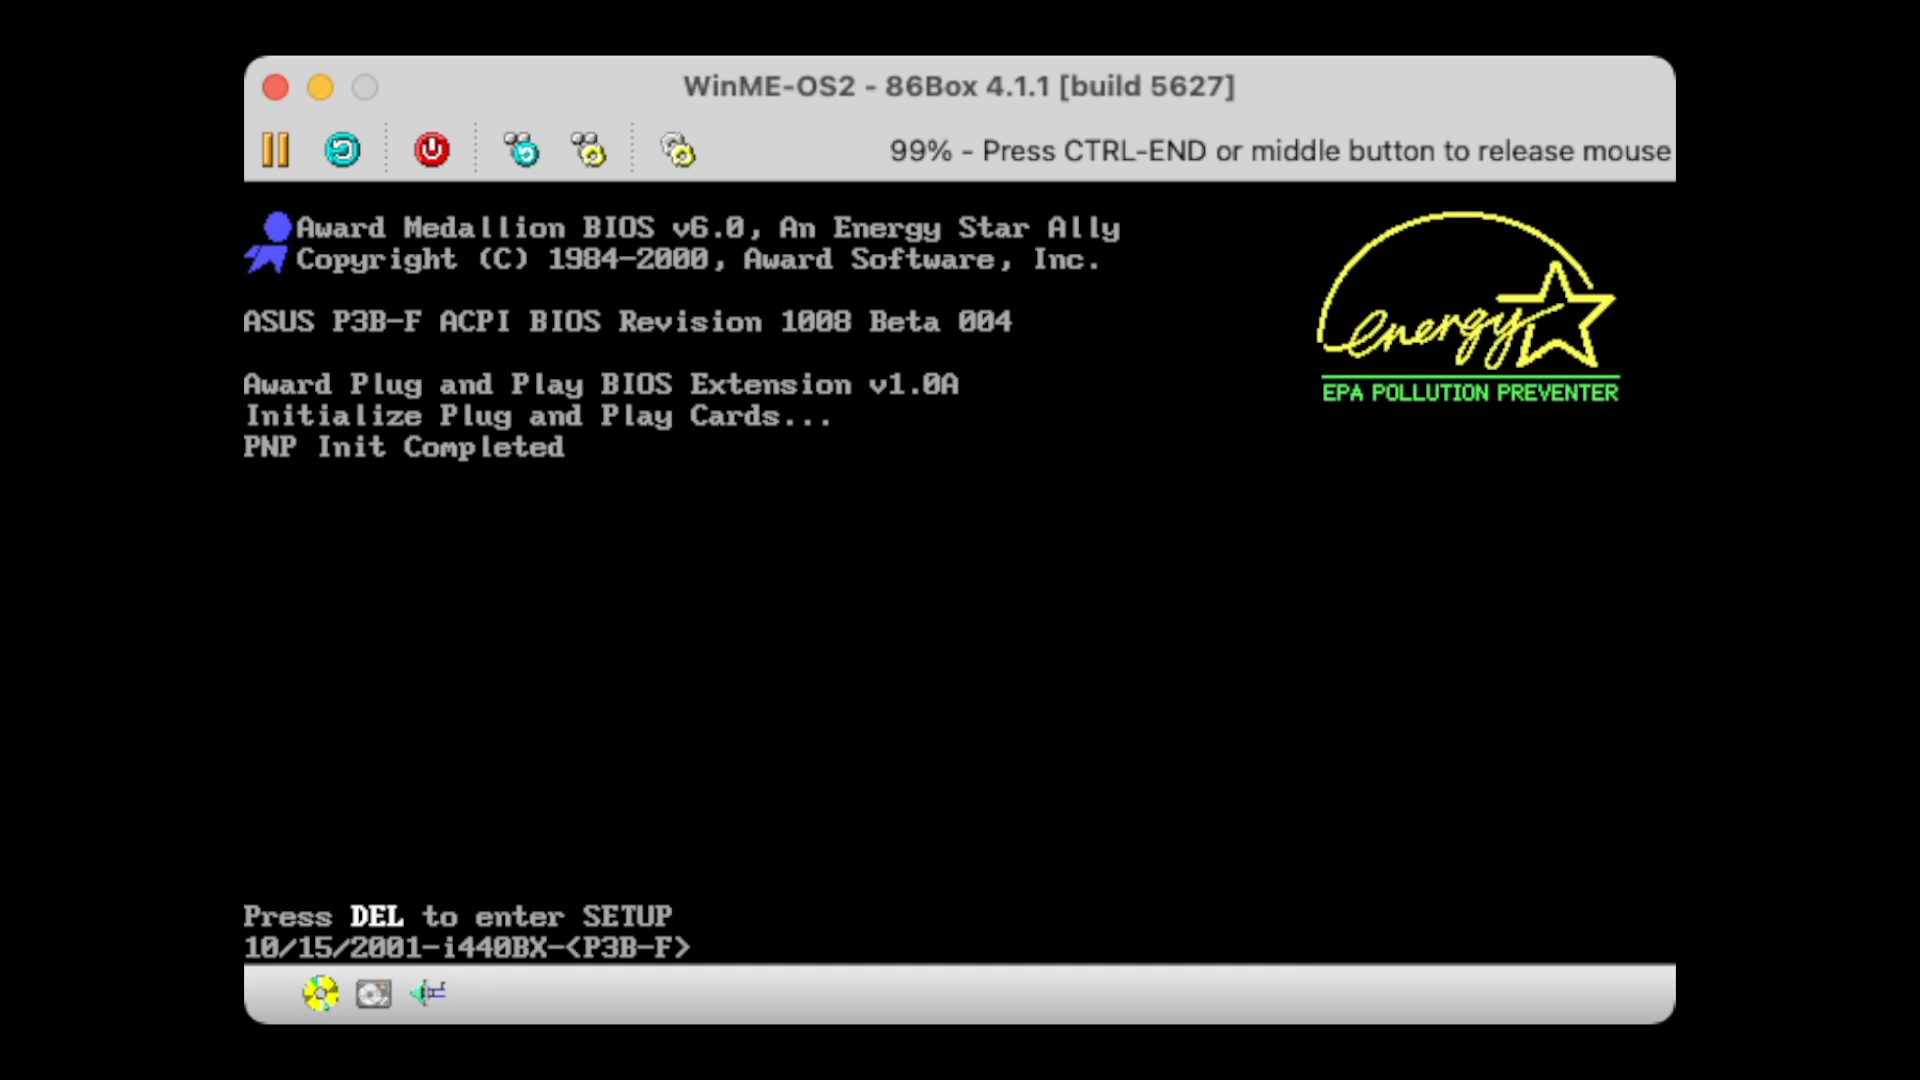 WinME-OS2 - 86Box 4.1.1 [build 5627]
99% - Press CTRL-END or middle button to release mouse
Award Medallion BIOS v6.0, An Energy Star Ally
Copyright (C) 1984-2000, Award Software, Inc.
ASUS P3B-F ACPI BIOS Revision 1008 Beta 004
energy
EPA POLLUTION PREVENTER
Award Plug and Play BIOS Extension v1.0A
Initialize Plug and Play Cards...
PNP Init Completed
Press DEL to enter SETUP
10/15/2001-i440BX-<P3B-F>